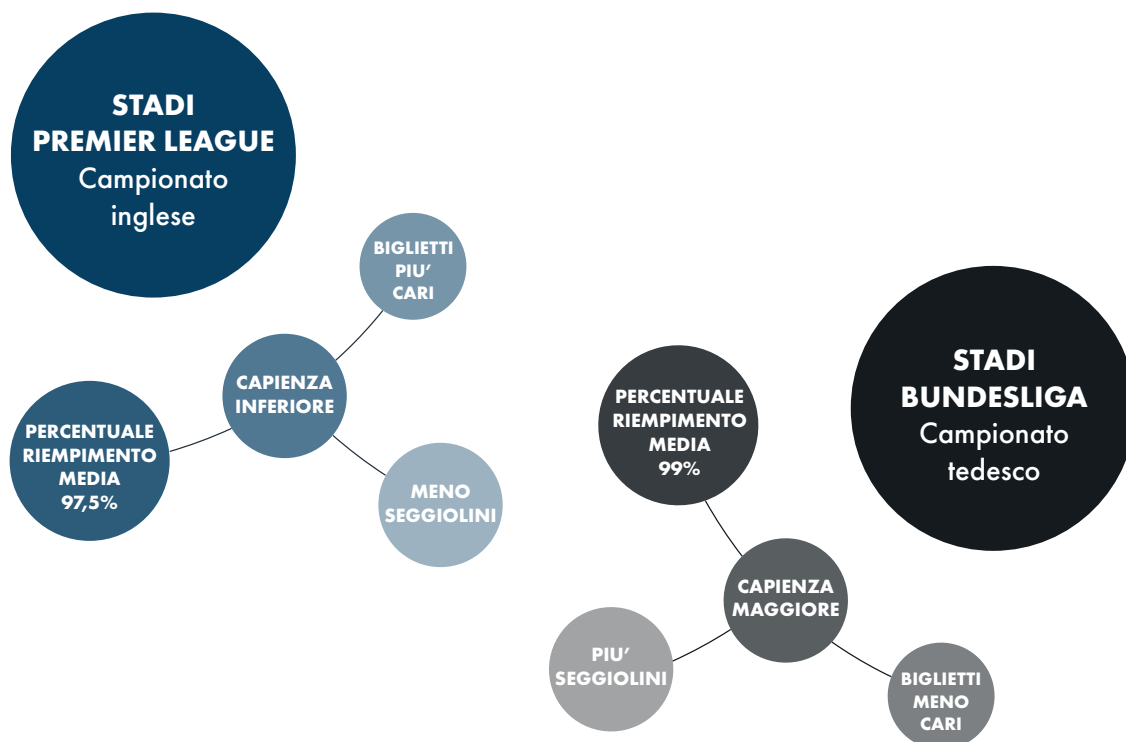 STADI
PREMIER LEAGUE
Campionato
inglese
BIGLIETTI
PIU'
CARI
CAPIENZA
INFERIORE
PERCENTUALE
RIEMPIMENTO
MEDIA
97,5%
MENO
SEGGIOLINI
STADI
BUNDESLIGA
Campionato
tedesco
PERCENTUALE
RIEMPIMENTO
MEDIA
99%
CAPIENZA
MAGGIORE
PIU'
SEGGIOLINI
BIGLIETTI
MENO
CARI